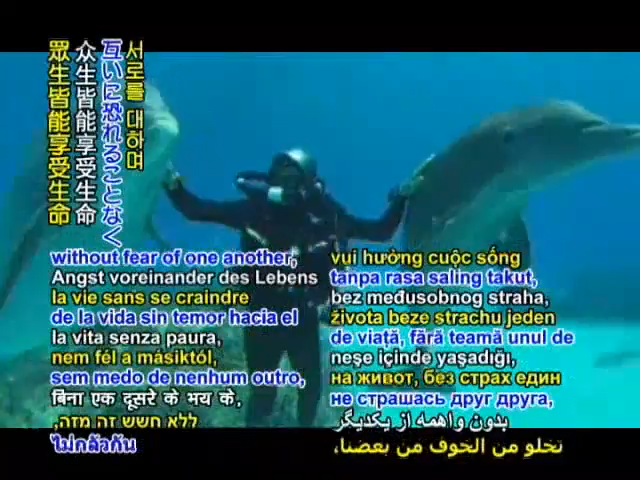 眾生皆能享受生命
众生皆能享受生命
互いに恐れることなく
서로를 대하며
without fear of one another,
Angst voreinander des Lebens
la vie sans se craindre
de la vida sin temor hacia el
la vita senza paura,
nem fél a másiktól,
sem medo de nenhum outro,
बिना एक दूसरे के भय के,
ללא חשש זה מזה,
ไม่กลัวกัน
vui hưởng cuộc sống
tanpa rasa saling takut,
bez međusobnog straha,
života beze strachu jeden
de viaţă, fără teamă unul de
neşe içinde yaşadığı,
на живот, без страх един
не страшась друг друга,
بدون واهمه از یکدیگر
تخلو من الخوف من بعضنا،